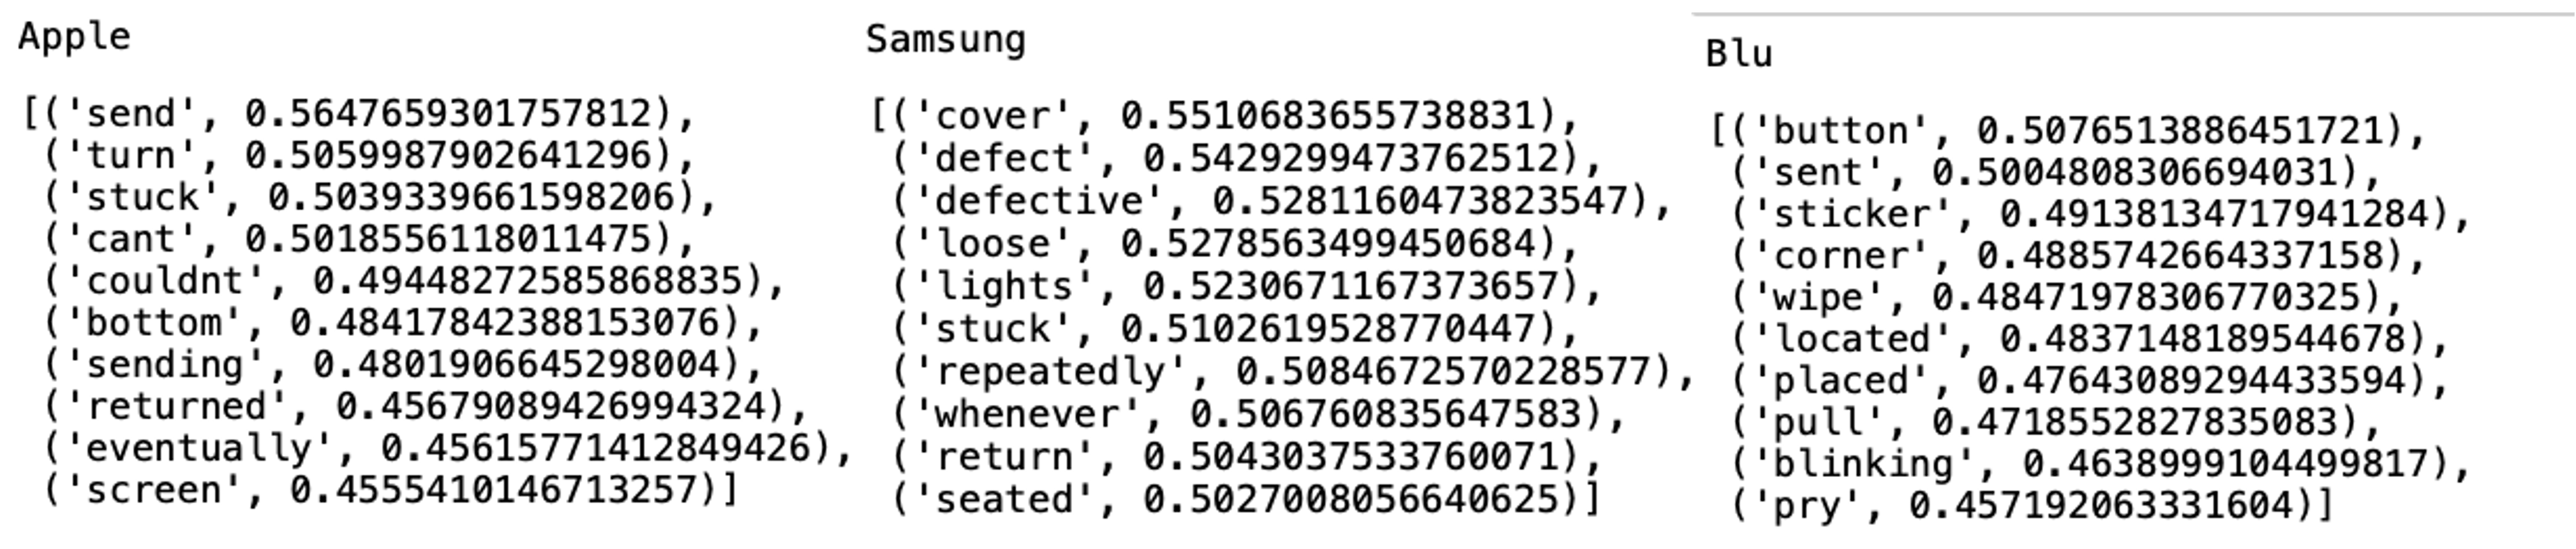 Apple
[('send', 0.5647659301757812),
('turn', 0.5059987902641296),
('stuck', 0.5039339661598206),
('cant', 0.5018556118011475),
('couldnt', 0.49448272585868835),
('bottom', 0.48417842388153076),
('sending', 0.4801906645298004),
('returned', 0.45679089426994324),
('eventually', 0.45615771412849426),
('screen', 0.4555410146713257)]
Samsung
[('cover', 0.5510683655738831),
('defect', 0.5429299473762512),
('defective', 0.5281160473823547),
('loose', 0.5278563499450684),
('lights', 0.5230671167373657),
('stuck', 0.5102619528770447),
('repeatedly', 0.5084672570228577),
('whenever', 0.506760835647583),
('return', 0.5043037533760071),
('seated', 0.5027008056640625)]
Blu
[('button', 0.5076513886451721),
('sent', 0.5004808306694031),
('sticker', 0.49138134717941284),
('corner', 0.4885742664337158),
('wipe', 0.48471978306770325),
('located', 0.4837148189544678),
('placed', 0.47643089294433594),
('pull', 0.4718552827835083),
('blinking', 0.4638999104499817),
('pry', 0.457192063331604)]